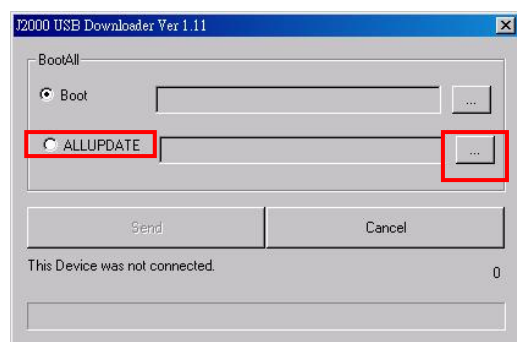 J2000 USB Downloader Ver 1.11
BootAll
Boot
...
ALLUPDATE
...
Send Cancel
This Device was not connected. 0